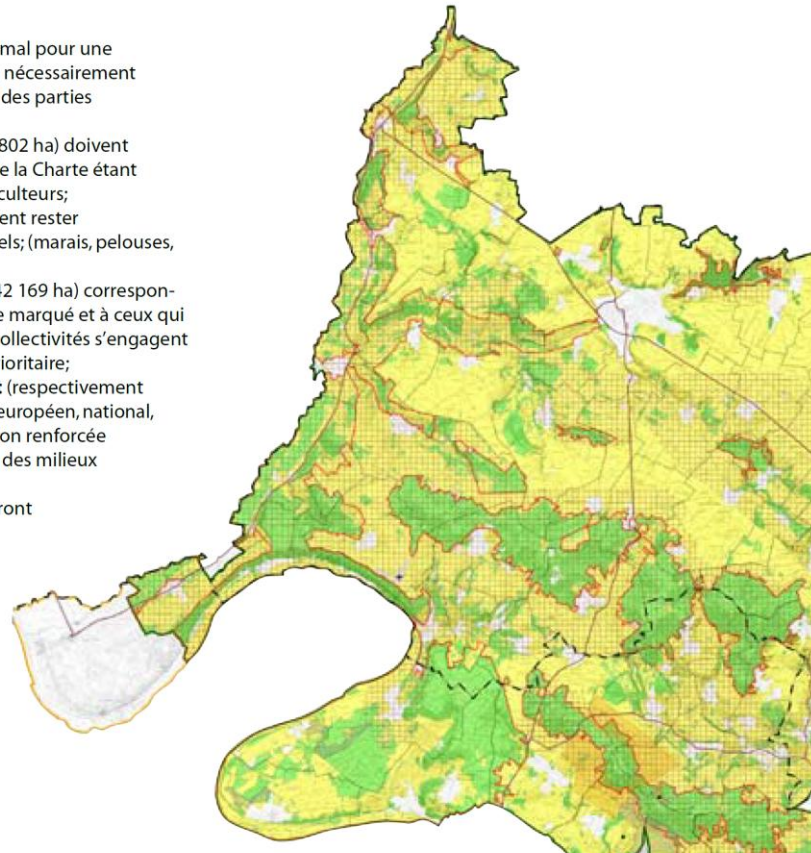 mal pour une
nécessairement
des parties
802 ha) doivent
e la Charte étant
culteurs;
ent rester
els; (marais, pelouses,
42 169 ha) correspon-
e marqué et à ceux qui
ollectivités s'engagent
ioritaire;
: (respectivement
européen, national,
on renforcée
des milieux
ront